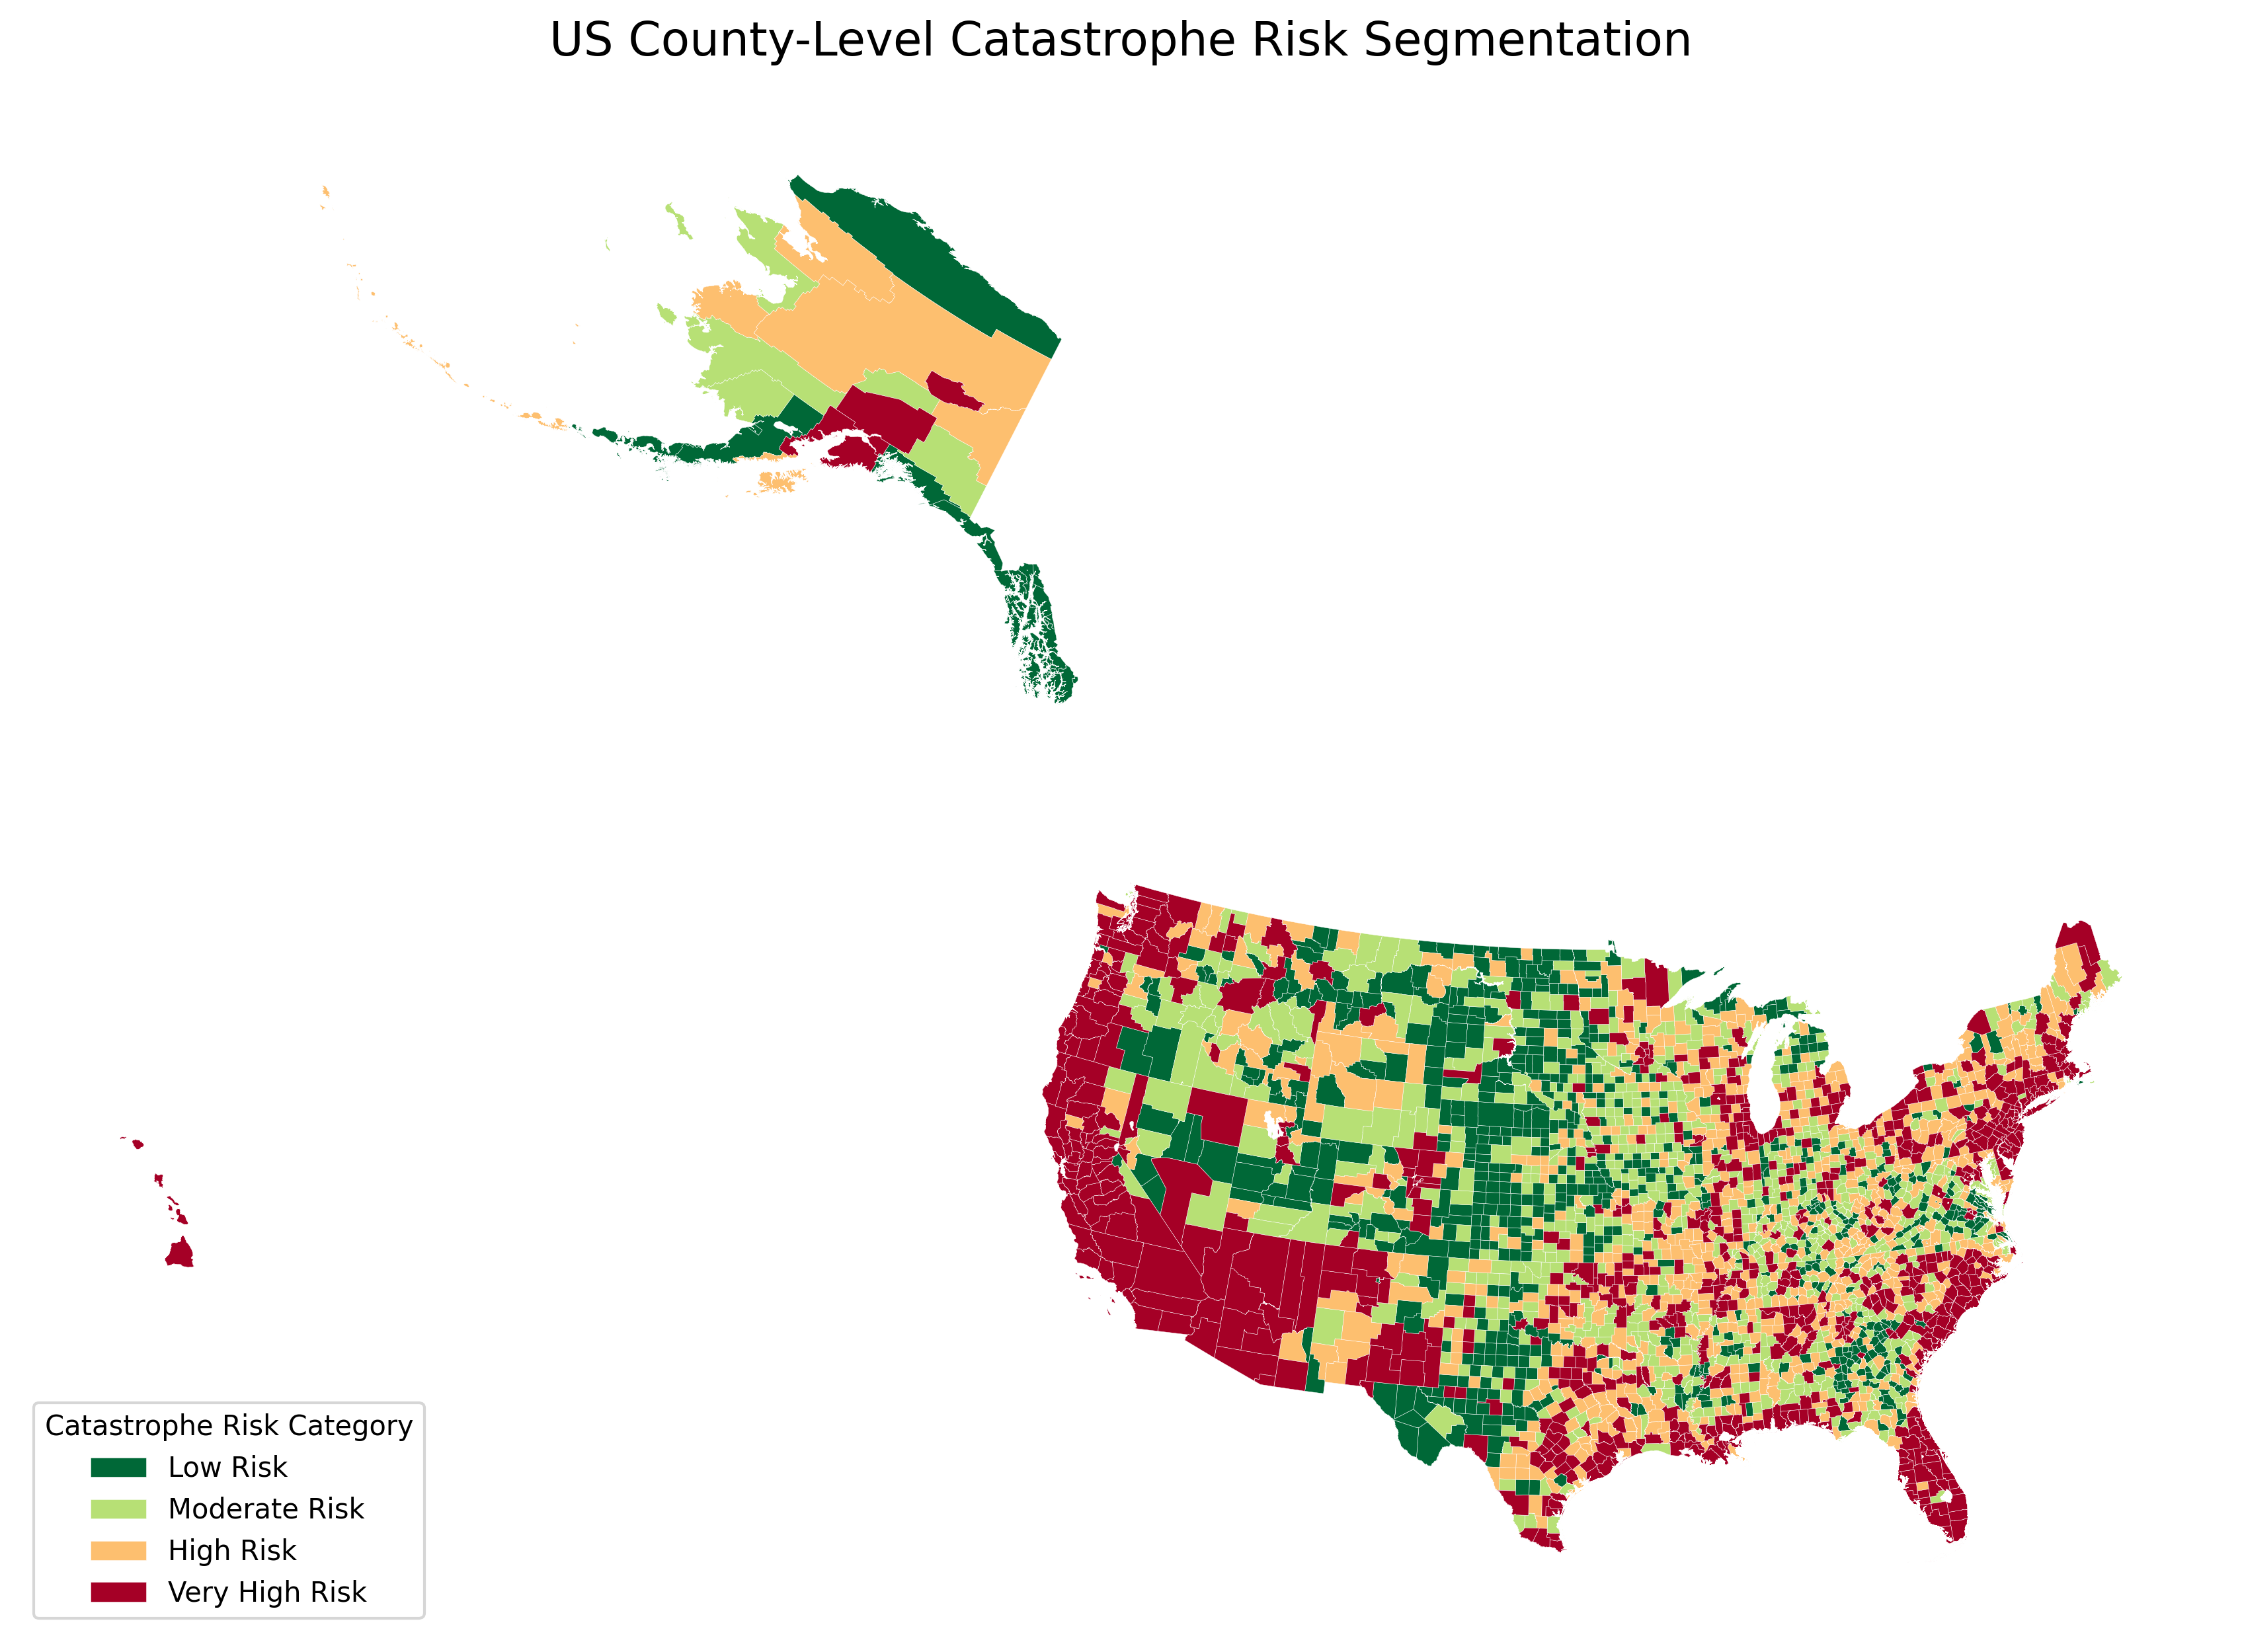 US County-Level Catastrophe Risk Segmentation
Catastrophe Risk Category
Low Risk
Moderate Risk
High Risk
Very High Risk